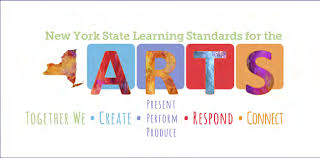 New York State Learning Standards for the
ARTS
Together We • Create • Present Perform Produce • Respond • Connect